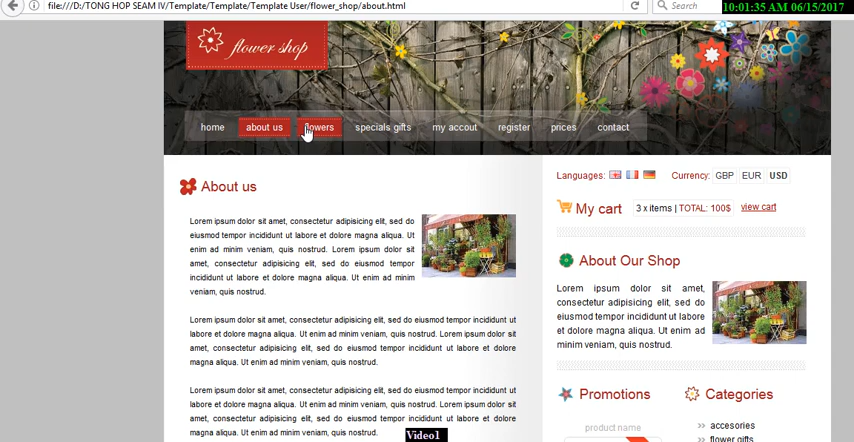 file:///D:/TONG HOP SEAM IV/Template/Template/Template User/flower_shop/about.html
Search
10:01:35 AM 06/15/2017
flower shop
home about us flowers specials gifts my accout register prices contact
About us
Lorem ipsum dolor sit amet, consectetur adipisicing elit, sed do
eiusmod tempor incididunt ut labore et dolore magna aliqua. Ut
enim ad minim veniam, quis nostrud. Lorem ipsum dolor sit
amet, consectetur adipisicing elit, sed do eiusmod tempor
incididunt ut labore et dolore magna aliqua. Ut enim ad minim
veniam, quis nostrud.
Lorem ipsum dolor sit amet, consectetur adipisicing elit, sed do eiusmod tempor incididunt ut
labore et dolore magna aliqua. Ut enim ad minim veniam, quis nostrud. Lorem ipsum dolor sit
amet, consectetur adipisicing elit, sed do eiusmod tempor incididunt ut labore et dolore
magna aliqua. Ut enim ad minim veniam, quis nostrud.
Lorem ipsum dolor sit amet, consectetur adipisicing elit, sed do eiusmod tempor incididunt ut
labore et dolore magna aliqua. Ut enim ad minim veniam, quis nostrud. Lorem ipsum dolor sit
amet, consectetur adipisicing elit, sed do eiusmod tempor incididunt ut labore et dolore
magna aliqua. Ut enim ad minim veniam, quis nostrud.
Languages: Currency: GBP EUR USD
My cart 3 x items | TOTAL: 100$ view cart
About Our Shop
Lorem ipsum dolor sit amet,
consectetur adipisicing elit, sed do
eiusmod tempor incididunt ut labore
et dolore magna aliqua. Ut enim ad
minim veniam, quis nostrud.
Promotions
product name
Categories
>> accesories
>> flower gifts
Video1